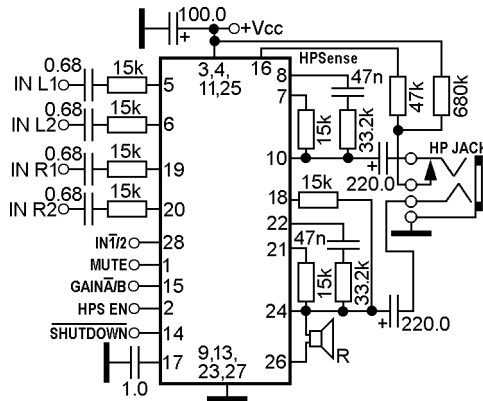 100.0
+
+Vcc
3,4,
11,25
16
HPSense
8
47n
7
15k
33.2k
47k
680k
0.68
15k
IN L1
5
0.68
15k
IN L2
6
0.68
15k
IN R1
19
0.68
15k
IN R2
20
10
+
220.0
HP JACK
18
15k
22
47n
21
15k
33.2k
IN1̅/2
28
MUTE
1
GAINA̅/B
15
HPS EN
2
S̅H̅U̅T̅D̅O̅W̅N̅
14
24
+
220.0
17
1.0
9,13,
23,27
26
R